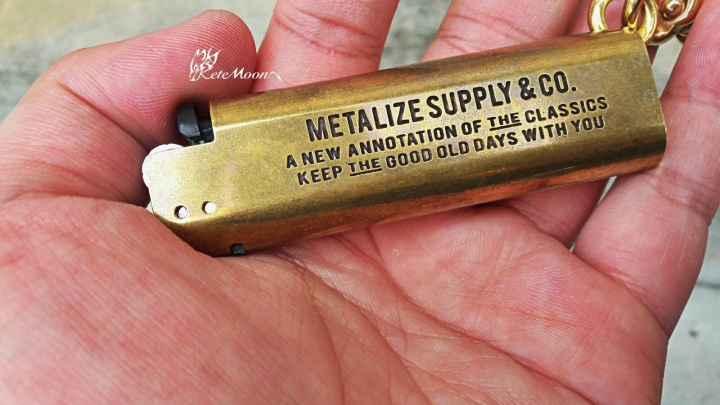 KeteMoon
METALIZE SUPPLY & CO.
A NEW ANNOTATION OF THE CLASSICS
KEEP THE GOOD OLD DAYS WITH YOU